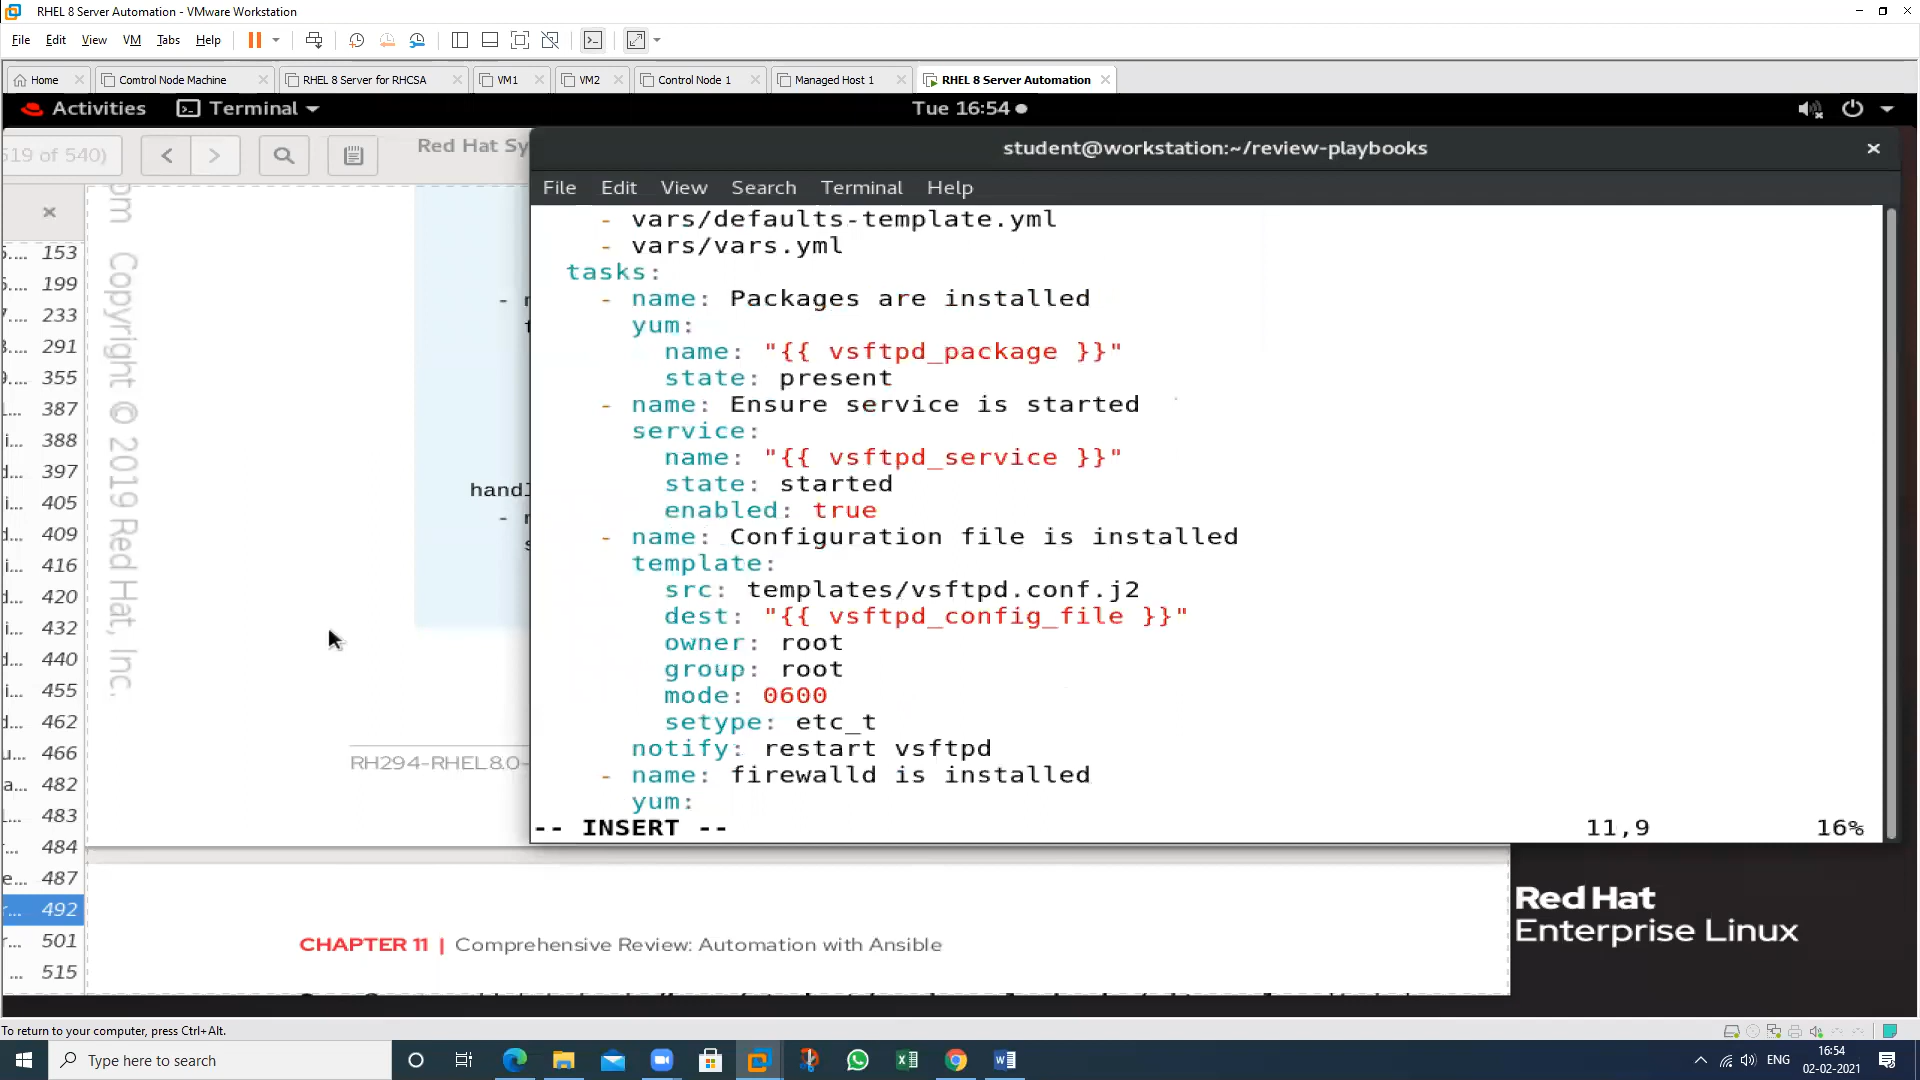 RHEL 8 Server Automation - VMware Workstation
File Edit View VM Tabs Help
Home Comtrol Node Machine RHEL 8 Server for RHCSA VM1 VM2 Control Node 1 Managed Host 1 RHEL 8 Server Automation
Activities Terminal Tue 16:54
519 of 540) Red Hat Sy
student@workstation:~/review-playbooks
File Edit View Search Terminal Help
- vars/defaults-template.yml
- vars/vars.yml
tasks:
- name: Packages are installed
yum:
name: "{{ vsftpd_package }}"
state: present
- name: Ensure service is started
service:
name: "{{ vsftpd_service }}"
state: started
enabled: true
- name: Configuration file is installed
template:
src: templates/vsftpd.conf.j2
dest: "{{ vsftpd_config_file }}"
owner: root
group: root
mode: 0600
setype: etc_t
notify: restart vsftpd
- name: firewalld is installed
yum:
-- INSERT -- 11,9 16%
153
199
233
291
355
387
388
397
405
409
416
420
432
440
455
462
466
482
483
484
487
492
501
515
Copyright © 2019 Red Hat, Inc.
handl
RH294-RHEL8.0-
CHAPTER 11 | Comprehensive Review: Automation with Ansible
Red Hat
Enterprise Linux
To return to your computer, press Ctrl+Alt.
Type here to search
ENG
16:54
02-02-2021